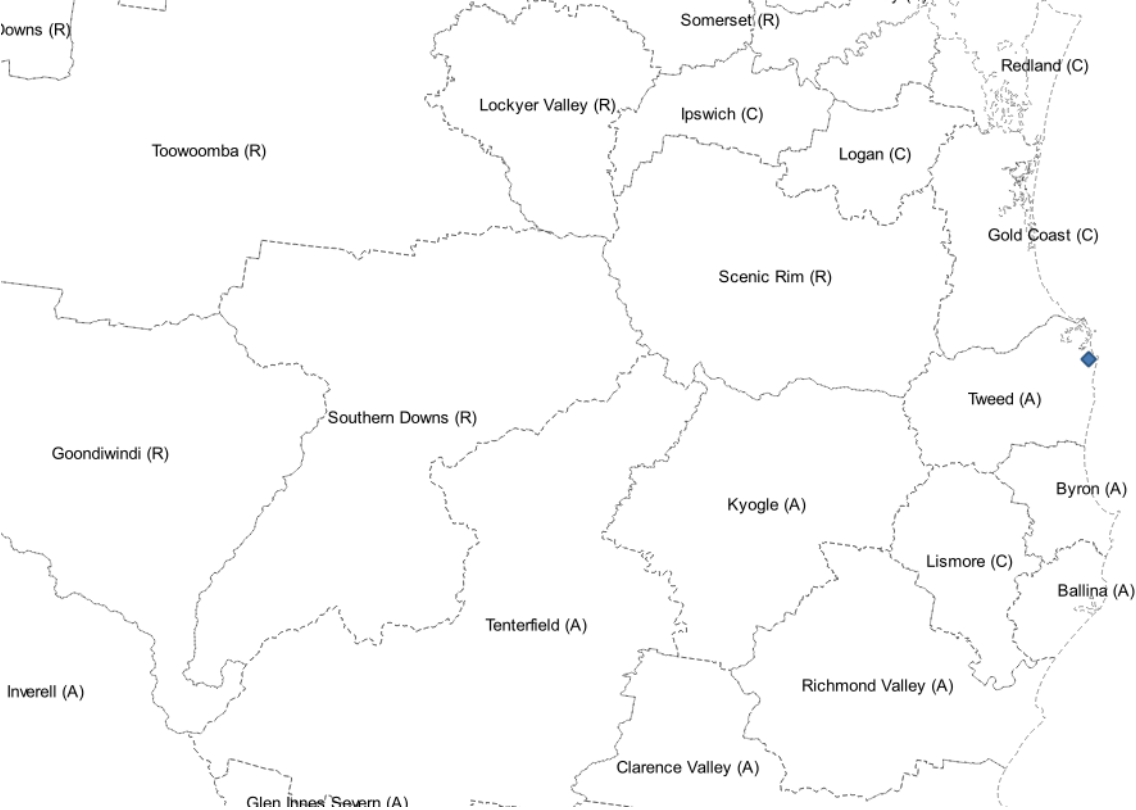 Somerset (R)
Downs (R)
Redland (C)
Lockyer Valley (R)
Ipswich (C)
Toowoomba (R)
Logan (C)
Gold Coast (C)
Scenic Rim (R)
Tweed (A)
Southern Downs (R)
Goondiwindi (R)
Byron (A)
Kyogle (A)
Lismore (C)
Ballina (A)
Tenterfield (A)
Richmond Valley (A)
Inverell (A)
Clarence Valley (A)
Glen Innes Severn (A)